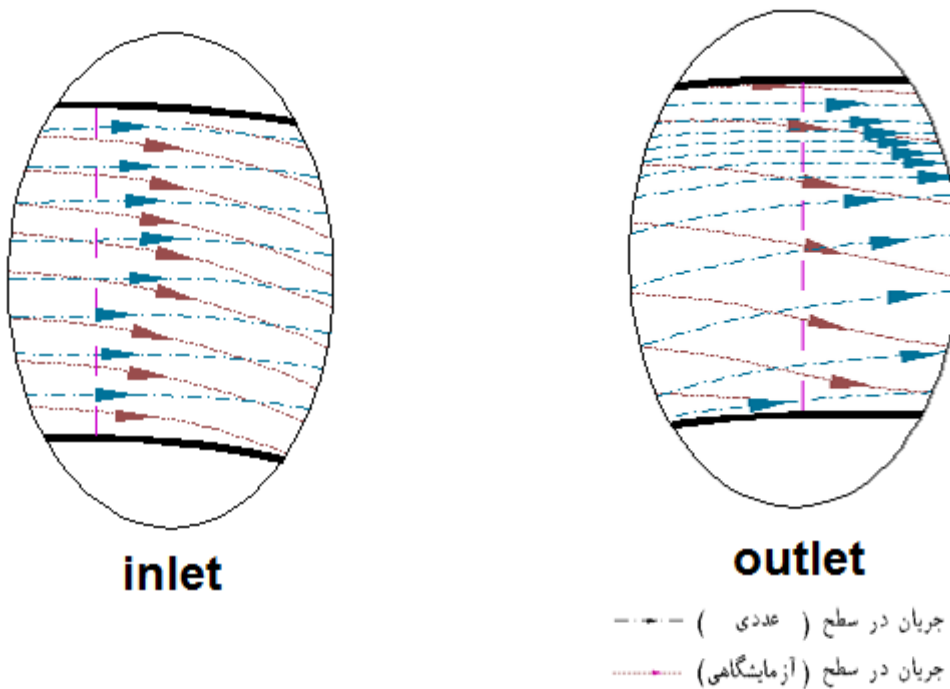 inlet
outlet
جریان در سطح ( عددی )
جریان در سطح (آزمایشگاهی)